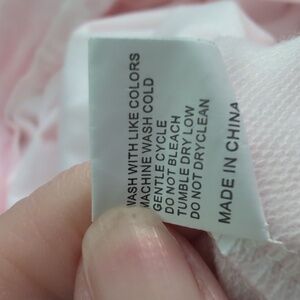 WASH WITH LIKE COLORS
MACHINE WASH COLD
GENTLE CYCLE
DO NOT BLEACH
TUMBLE DRY LOW
DO NOT DRYCLEAN
MADE IN CHINA